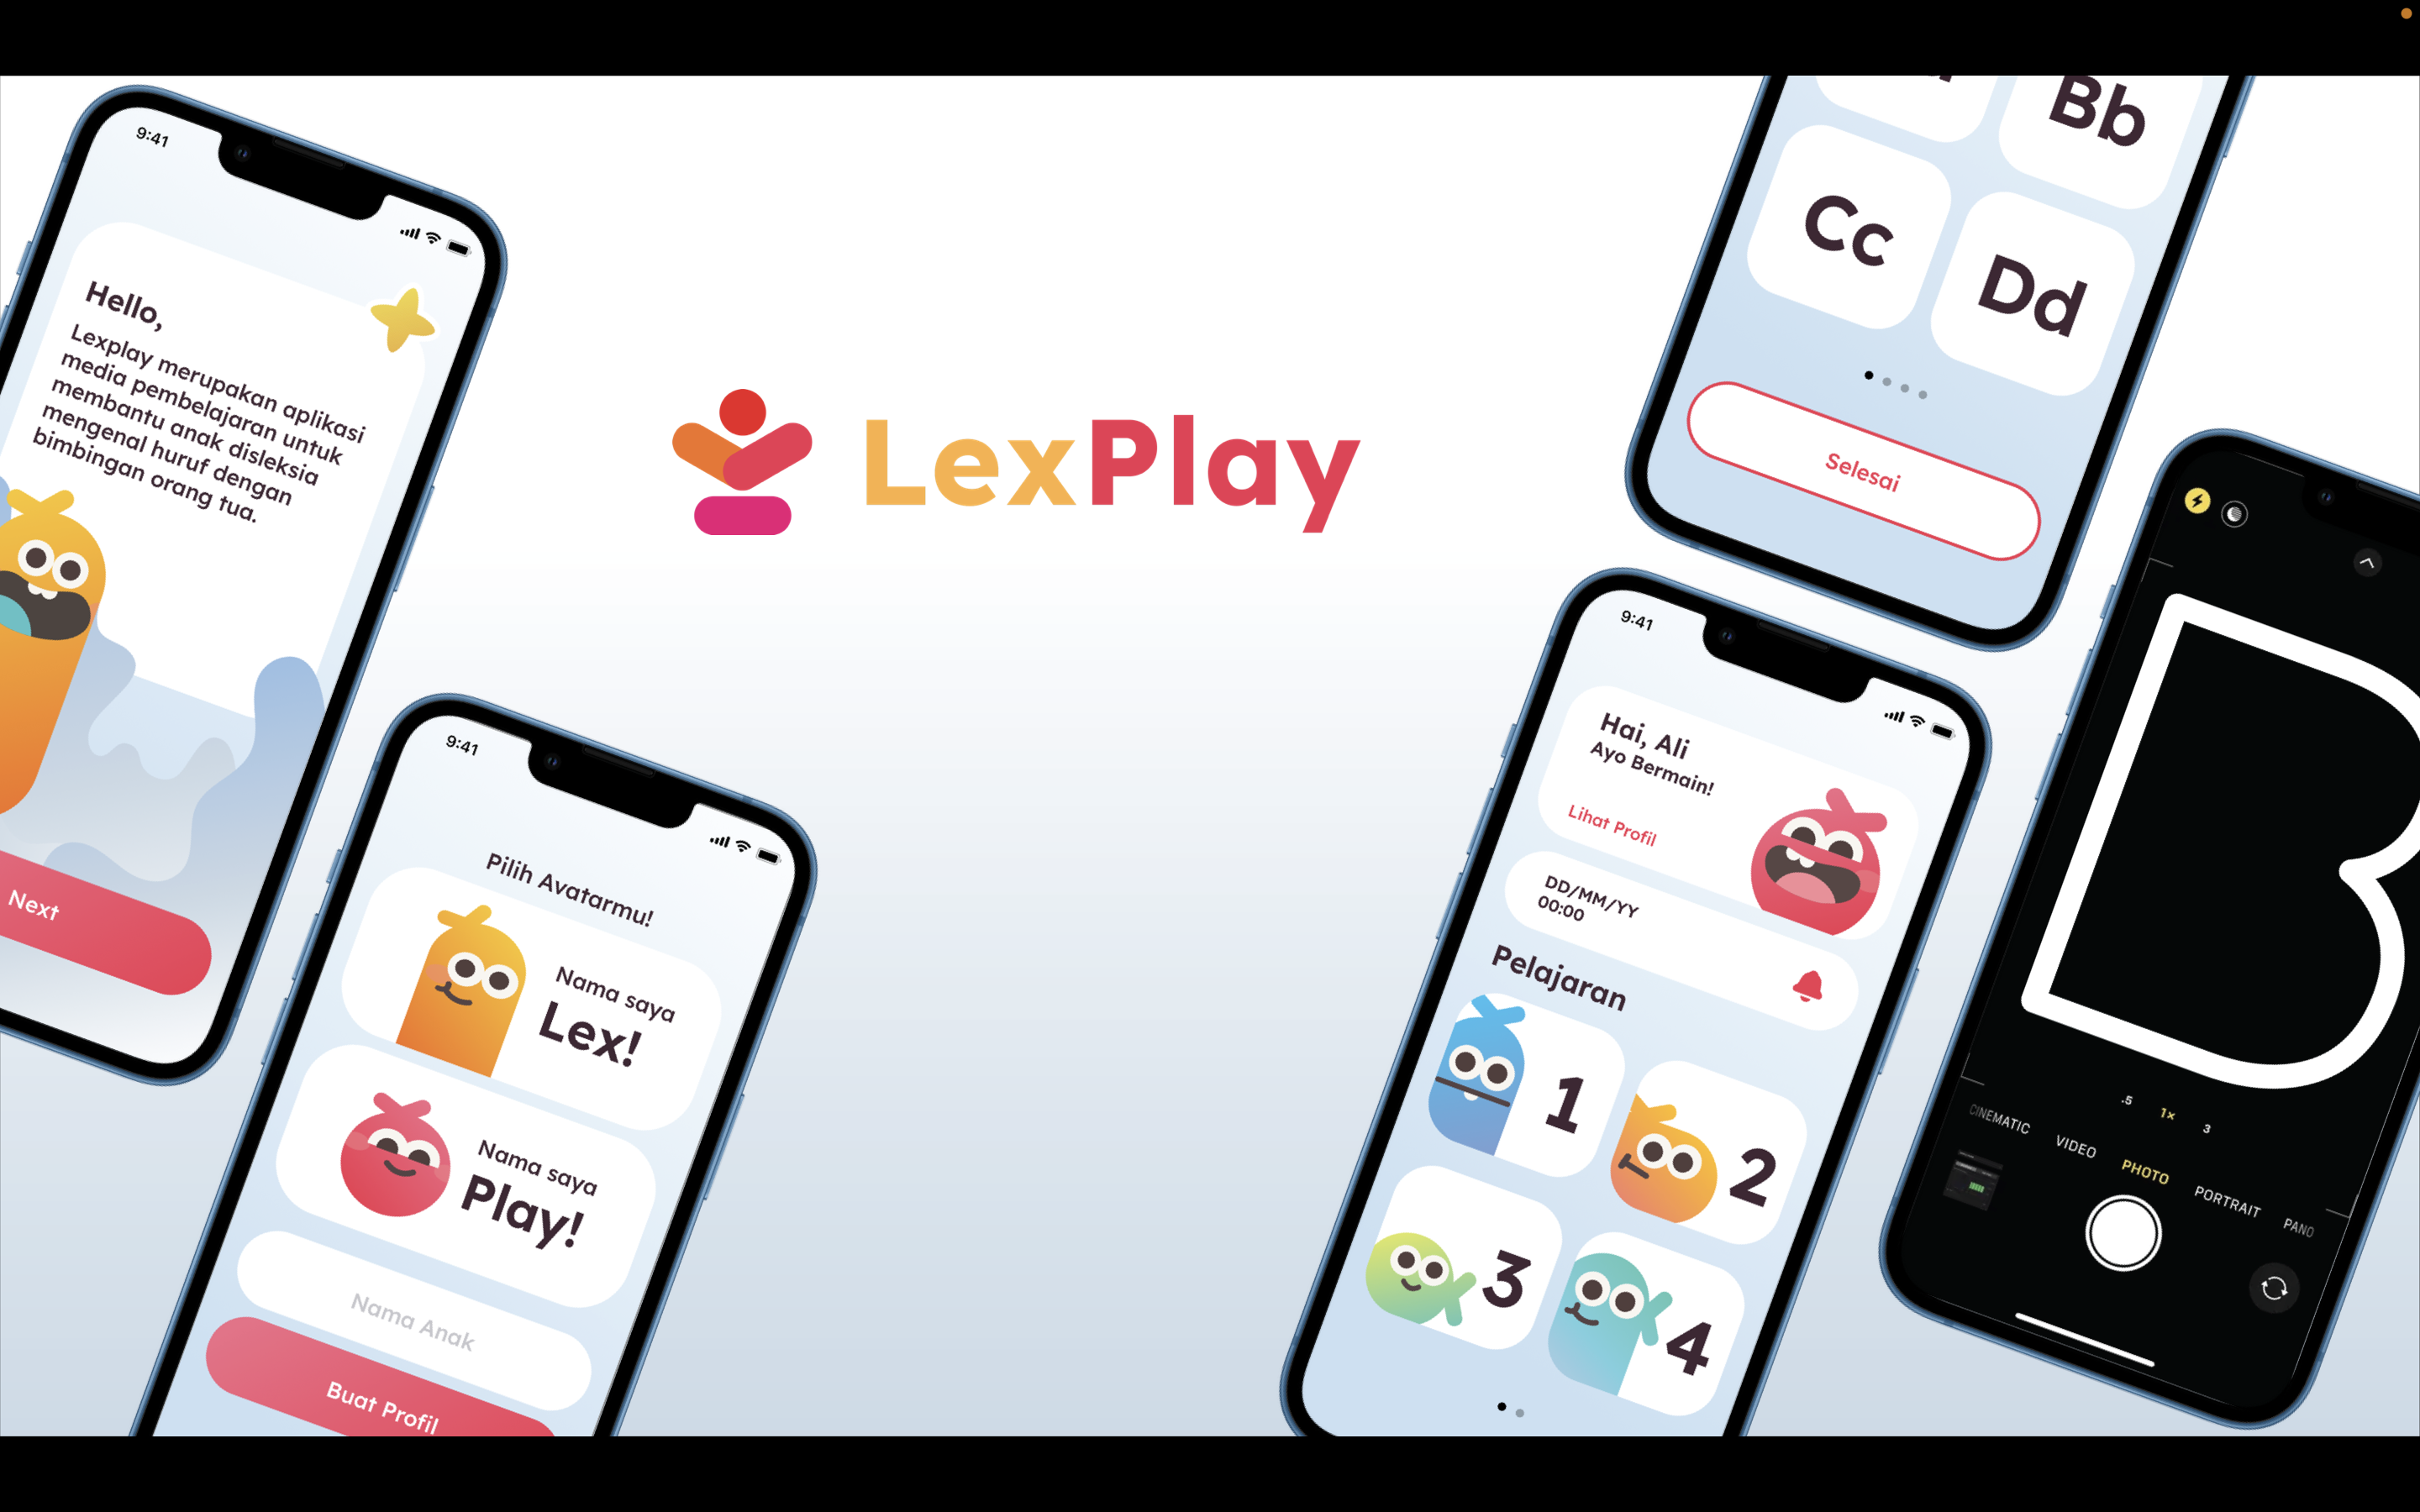 9:41
Hello,
Lexplay merupakan aplikasi
media pembelajaran untuk
membantu anak disleksia
mengenal huruf dengan
bimbingan orang tua.
Next
9:41
Pilih Avatarmu!
Nama saya
Lex!
Nama saya
Play!
Nama Anak
Buat Profil
LexPlay
Bb
Cc
Dd
Selesai
9:41
Hai, Ali
Ayo Bermain!
Lihat Profil
DD/MM/YY
00:00
Pelajaran
1
2
3
4
B
.5 1× 3
CINEMATIC VIDEO PHOTO PORTRAIT PANO